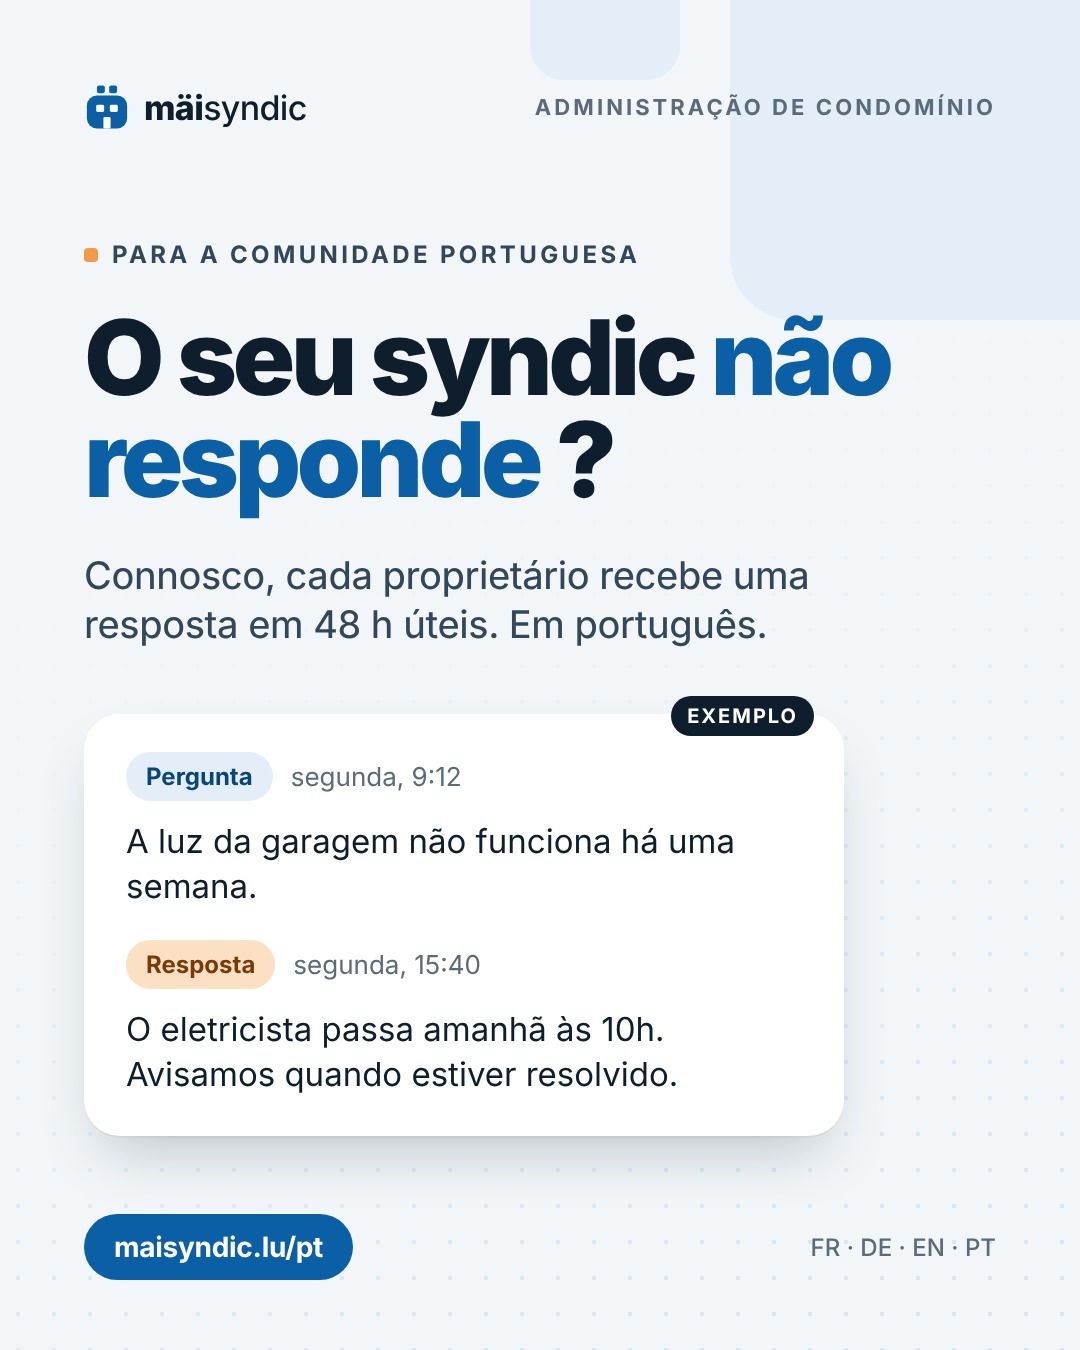 mäisyndic
ADMINISTRAÇÃO DE CONDOMÍNIO
PARA A COMUNIDADE PORTUGUESA
O seu syndic não
responde ?
Connosco, cada proprietário recebe uma
resposta em 48 h úteis. Em português.
EXEMPLO
Pergunta segunda, 9:12
A luz da garagem não funciona há uma
semana.
Resposta segunda, 15:40
O eletricista passa amanhã às 10h.
Avisamos quando estiver resolvido.
maisyndic.lu/pt
FR · DE · EN · PT